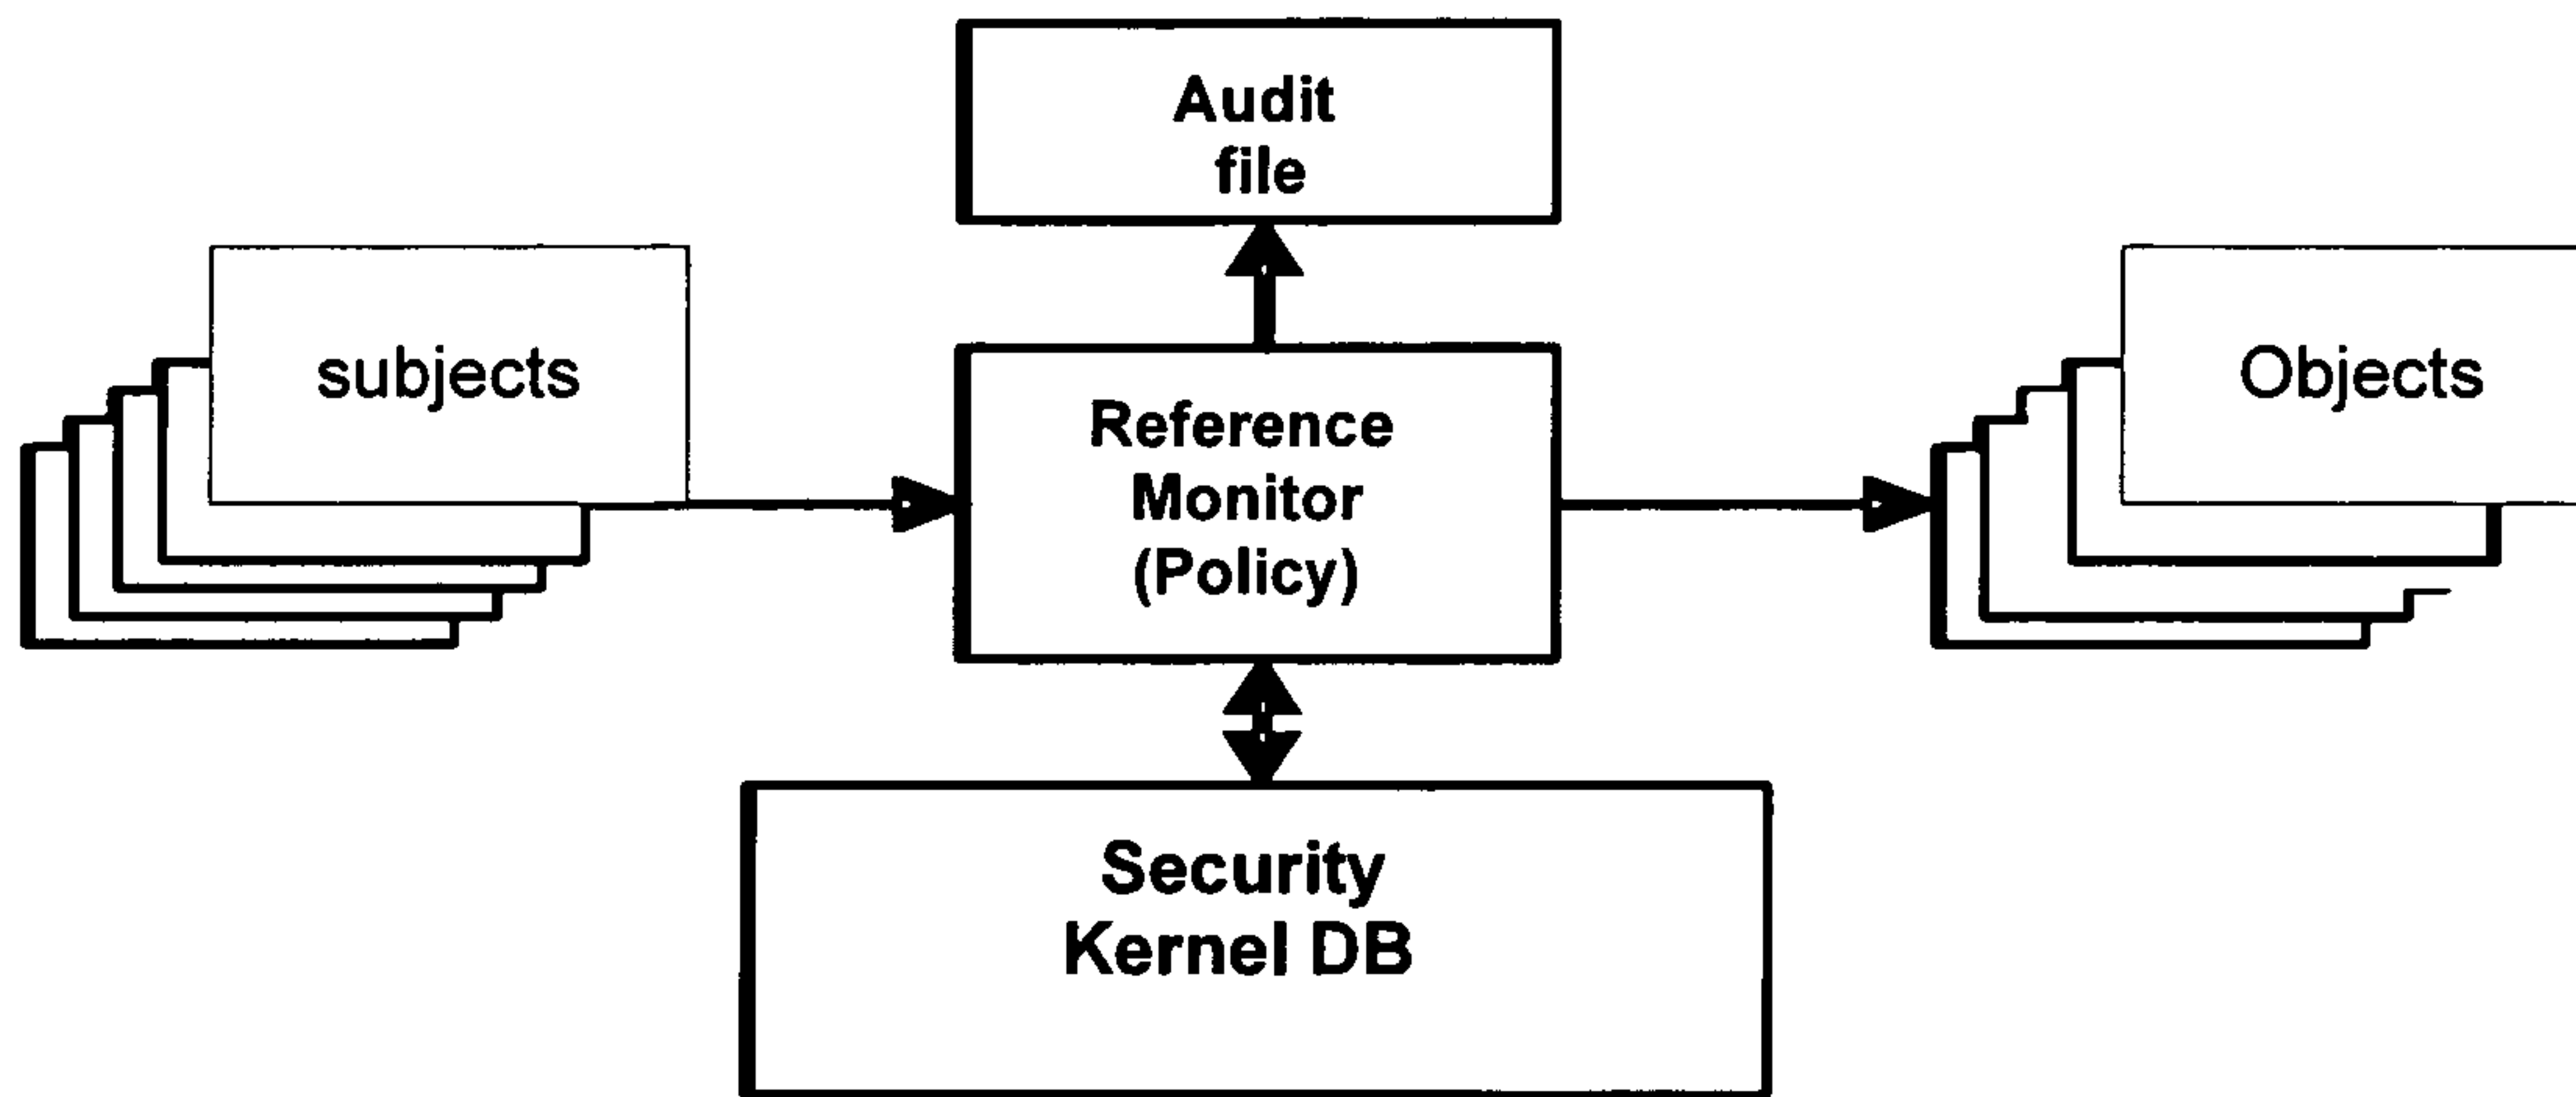 Audit
file
subjects
Reference
Monitor
(Policy)
Objects
Security
Kernel DB